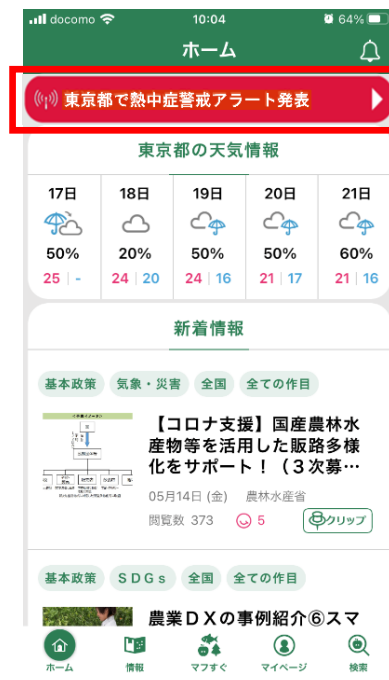 docomo 10:04 64%
ホーム
東京都で熱中症警戒アラート発表
東京都の天気情報
17日 18日 19日 20日 21日
50% 20% 50% 50% 60%
25 | - 24 | 20 24 | 16 21 | 17 21 | 16
新着情報
基本政策 気象・災害 全国 全ての作目
【コロナ支援】国産農林水
産物等を活用した販路多様
化をサポート！（３次募…
05月14日 (金) 農林水産省
閲覧数 373 5 クリップ
基本政策 ＳＤＧｓ 全国 全ての作目
農業ＤＸの事例紹介⑥スマ
ホーム 情報 マフすぐ マイページ 検索